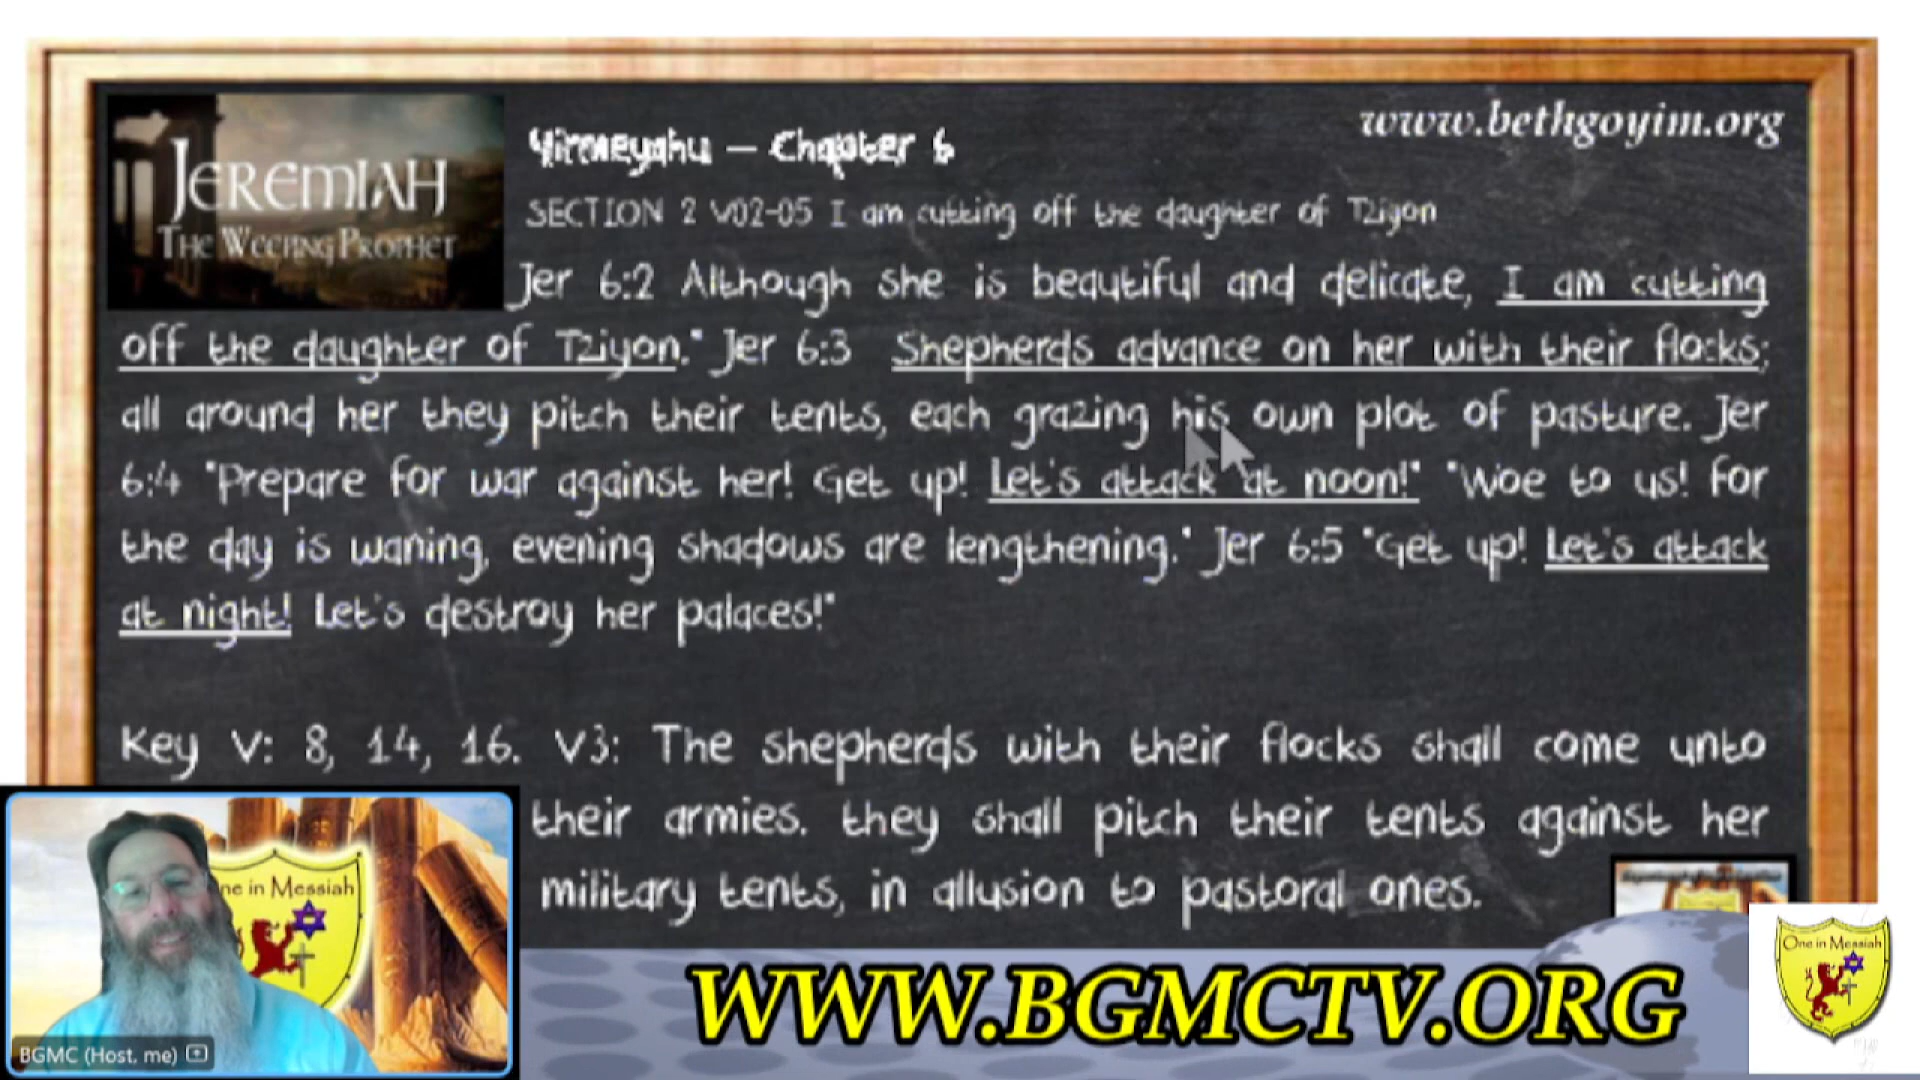 JEREMIAH
THE WEEPING PROPHET
www.bethgoyim.org
Yirmeyahu – Chapter 6
SECTION 2 V02-05 I am cutting off the daughter of Tziyon
Jer 6:2 Although she is beautiful and delicate, I am cutting
off the daughter of Tziyon." Jer 6:3 Shepherds advance on her with their flocks;
all around her they pitch their tents, each grazing his own plot of pasture. Jer
6:4 "Prepare for war against her! Get up! Let's attack at noon!" "Woe to us! For
the day is waning, evening shadows are lengthening." Jer 6:5 "Get up! Let's attack
at night! Let's destroy her palaces!"
Key V: 8, 14, 16. V3: The shepherds with their flocks shall come unto
their armies. they shall pitch their tents against her
military tents, in allusion to pastoral ones.
ne in Messiah
BGMC (Host, me)
WWW.BGMCTV.ORG
One in Messiah